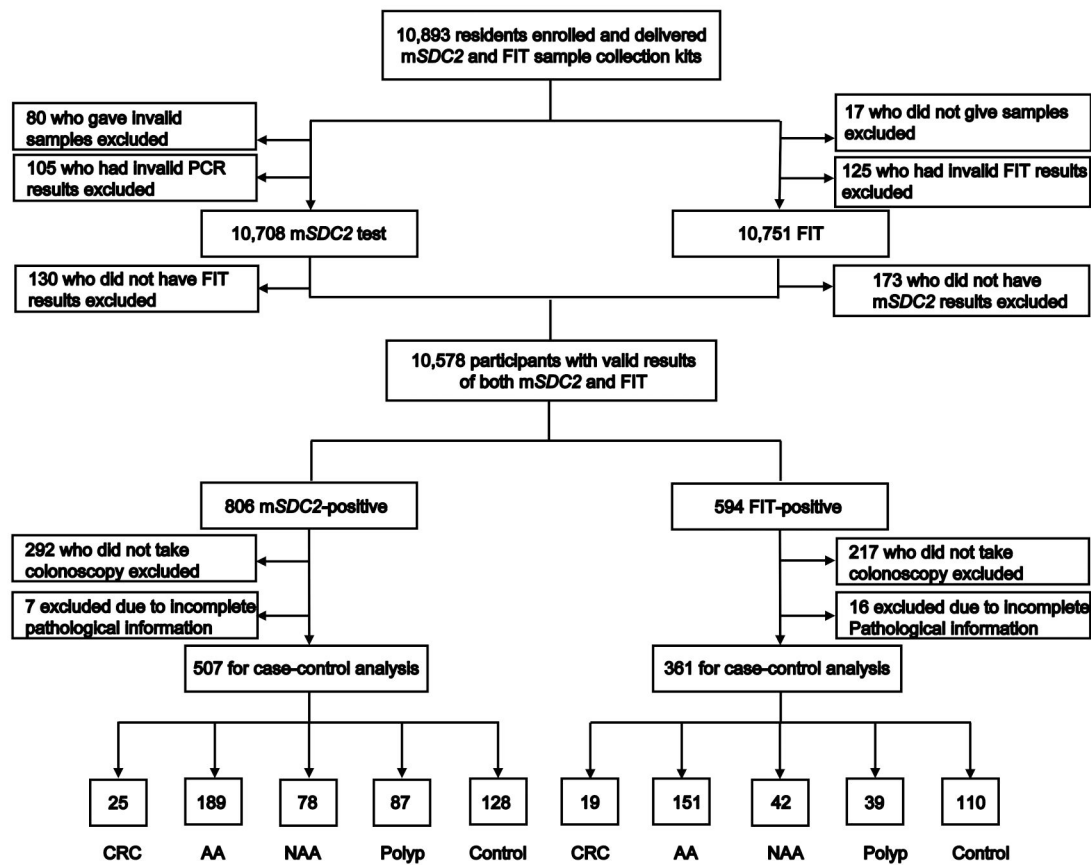 10,893 residents enrolled and delivered
mSDC2 and FIT sample collection kits
80 who gave invalid
samples excluded
17 who did not give samples
excluded
105 who had invalid PCR
results excluded
125 who had invalid FIT results
excluded
10,708 mSDC2 test
10,751 FIT
130 who did not have FIT
results excluded
173 who did not have
mSDC2 results excluded
10,578 participants with valid results
of both mSDC2 and FIT
806 mSDC2-positive
594 FIT-positive
292 who did not take
colonoscopy excluded
217 who did not take
colonoscopy excluded
7 excluded due to incomplete
pathological information
16 excluded due to incomplete
Pathological information
507 for case-control analysis
361 for case-control analysis
25 189 78 87 128 19 151 42 39 110
CRC AA NAA Polyp Control CRC AA NAA Polyp Control